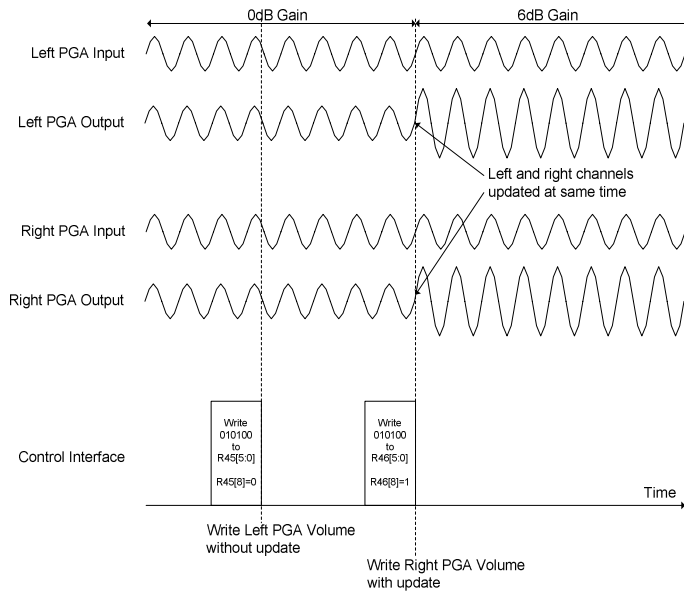 0dB Gain
6dB Gain
Left PGA Input
Left PGA Output
Left and right channels
updated at same time
Right PGA Input
Right PGA Output
Write
010100
to
R45[5:0]
R45[8]=0
Write
010100
to
R46[5:0]
R46[8]=1
Control Interface
Time
Write Left PGA Volume
without update
Write Right PGA Volume
with update